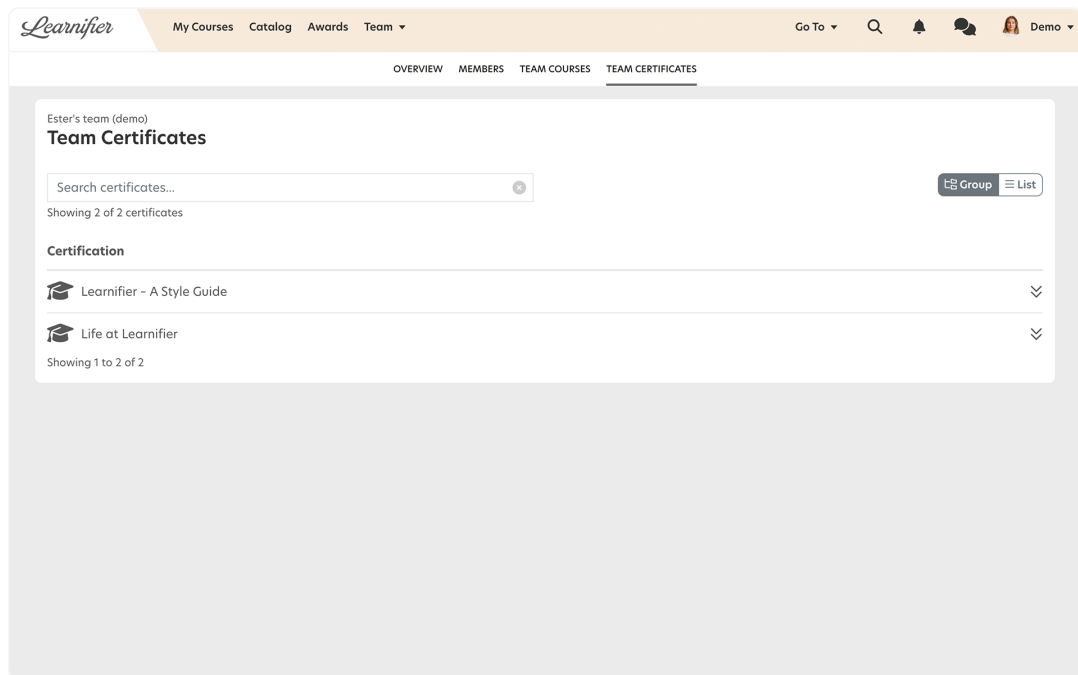 Learnifier
My Courses Catalog Awards Team Go To Demo
OVERVIEW MEMBERS TEAM COURSES TEAM CERTIFICATES
Ester's team (demo)
Team Certificates
Search certificates...
Group List
Showing 2 of 2 certificates
Certification
Learnifier – A Style Guide
Life at Learnifier
Showing 1 to 2 of 2